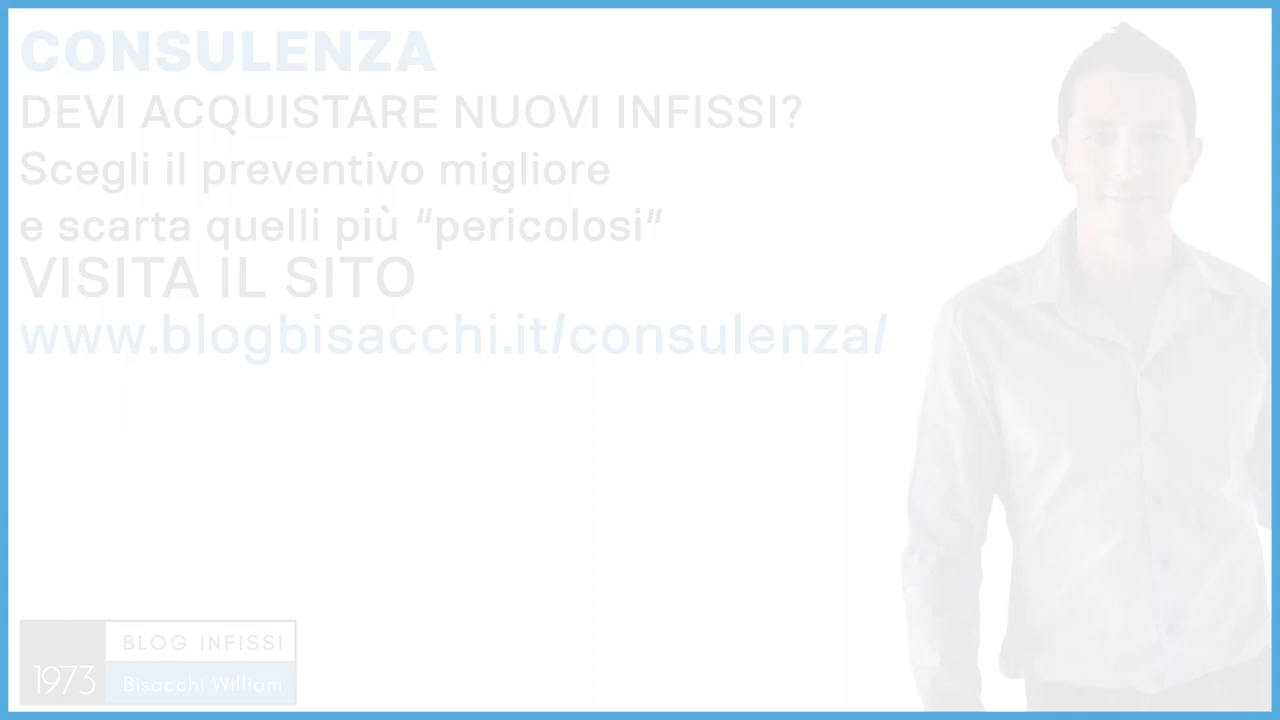 CONSULENZA
DEVI ACQUISTARE NUOVI INFISSI?
Scegli il preventivo migliore
e scarta quelli più "pericolosi"
VISITA IL SITO
www.blogbisacchi.it/consulenza/
1973
BLOG INFISSI
Bisacchi William